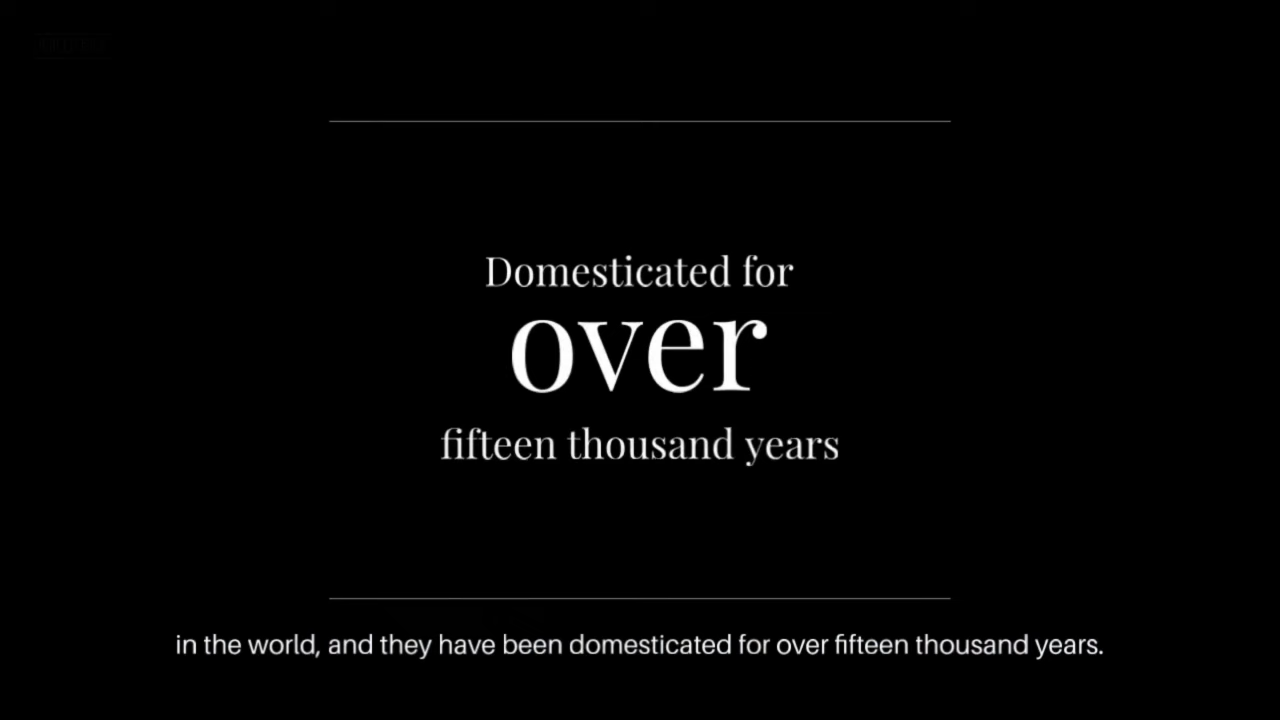 Domesticated for
over
fifteen thousand years
in the world, and they have been domesticated for over fifteen thousand years.